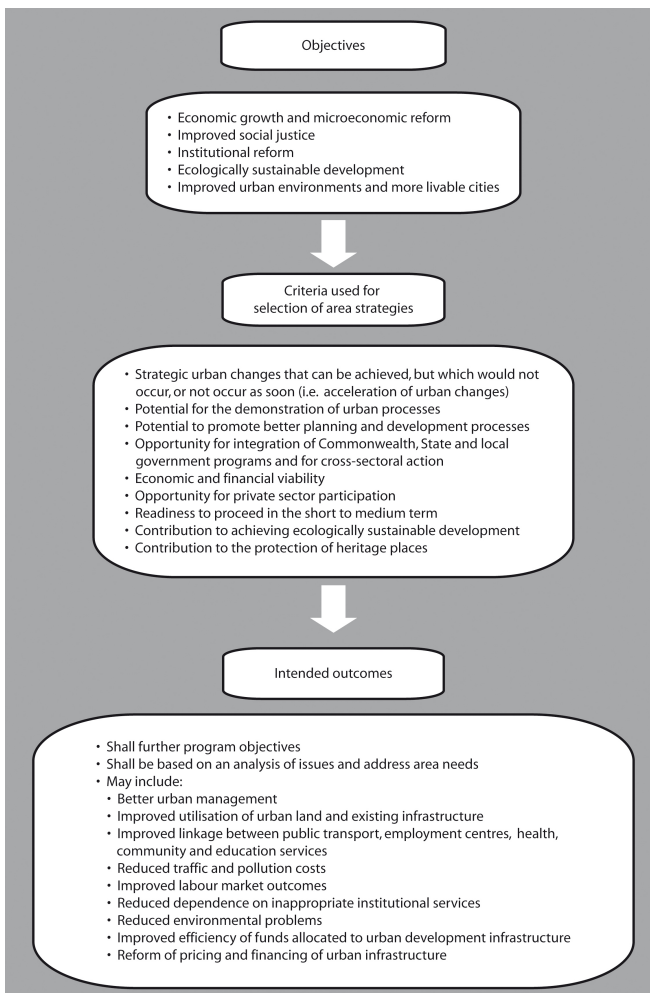 Objectives
• Economic growth and microeconomic reform
• Improved social justice
• Institutional reform
• Ecologically sustainable development
• Improved urban environments and more livable cities
Criteria used for
selection of area strategies
• Strategic urban changes that can be achieved, but which would not
occur, or not occur as soon (i.e. acceleration of urban changes)
• Potential for the demonstration of urban processes
• Potential to promote better planning and development processes
• Opportunity for integration of Commonwealth, State and local
government programs and for cross-sectoral action
• Economic and financial viability
• Opportunity for private sector participation
• Readiness to proceed in the short to medium term
• Contribution to achieving ecologically sustainable development
• Contribution to the protection of heritage places
Intended outcomes
• Shall further program objectives
• Shall be based on an analysis of issues and address area needs
• May include:
• Better urban management
• Improved utilisation of urban land and existing infrastructure
• Improved linkage between public transport, employment centres, health,
community and education services
• Reduced traffic and pollution costs
• Improved labour market outcomes
• Reduced dependence on inappropriate institutional services
• Reduced environmental problems
• Improved efficiency of funds allocated to urban development infrastructure
• Reform of pricing and financing of urban infrastructure